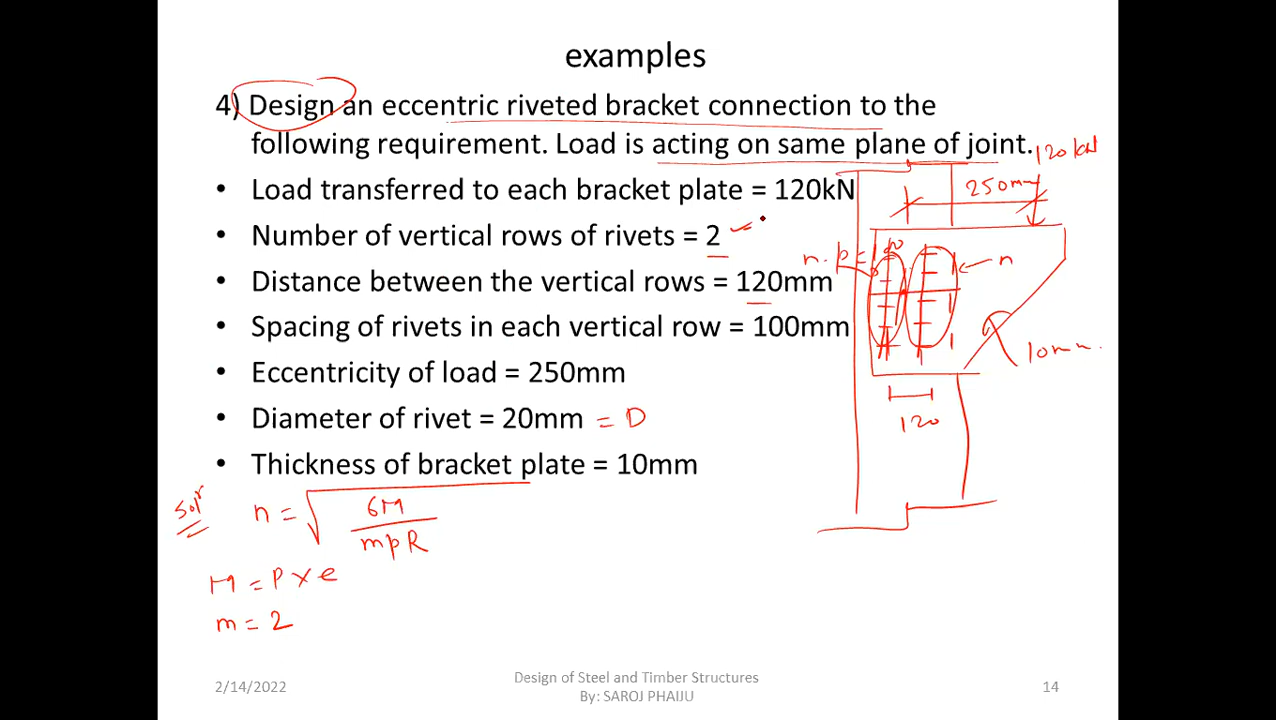 examples
4) Design an eccentric riveted bracket connection to the
following requirement. Load is acting on same plane of joint.
120 kN
• Load transferred to each bracket plate = 120kN
250mm
• Number of vertical rows of rivets = 2
n
• Distance between the vertical rows = 120mm
• Spacing of rivets in each vertical row = 100mm
10mm.
• Eccentricity of load = 250mm
• Diameter of rivet = 20mm = D
120
• Thickness of bracket plate = 10mm
Solⁿ n = √ 6M
mpR
M = P x e
m = 2
2/14/2022
Design of Steel and Timber Structures
By: SAROJ PHAIJU
14